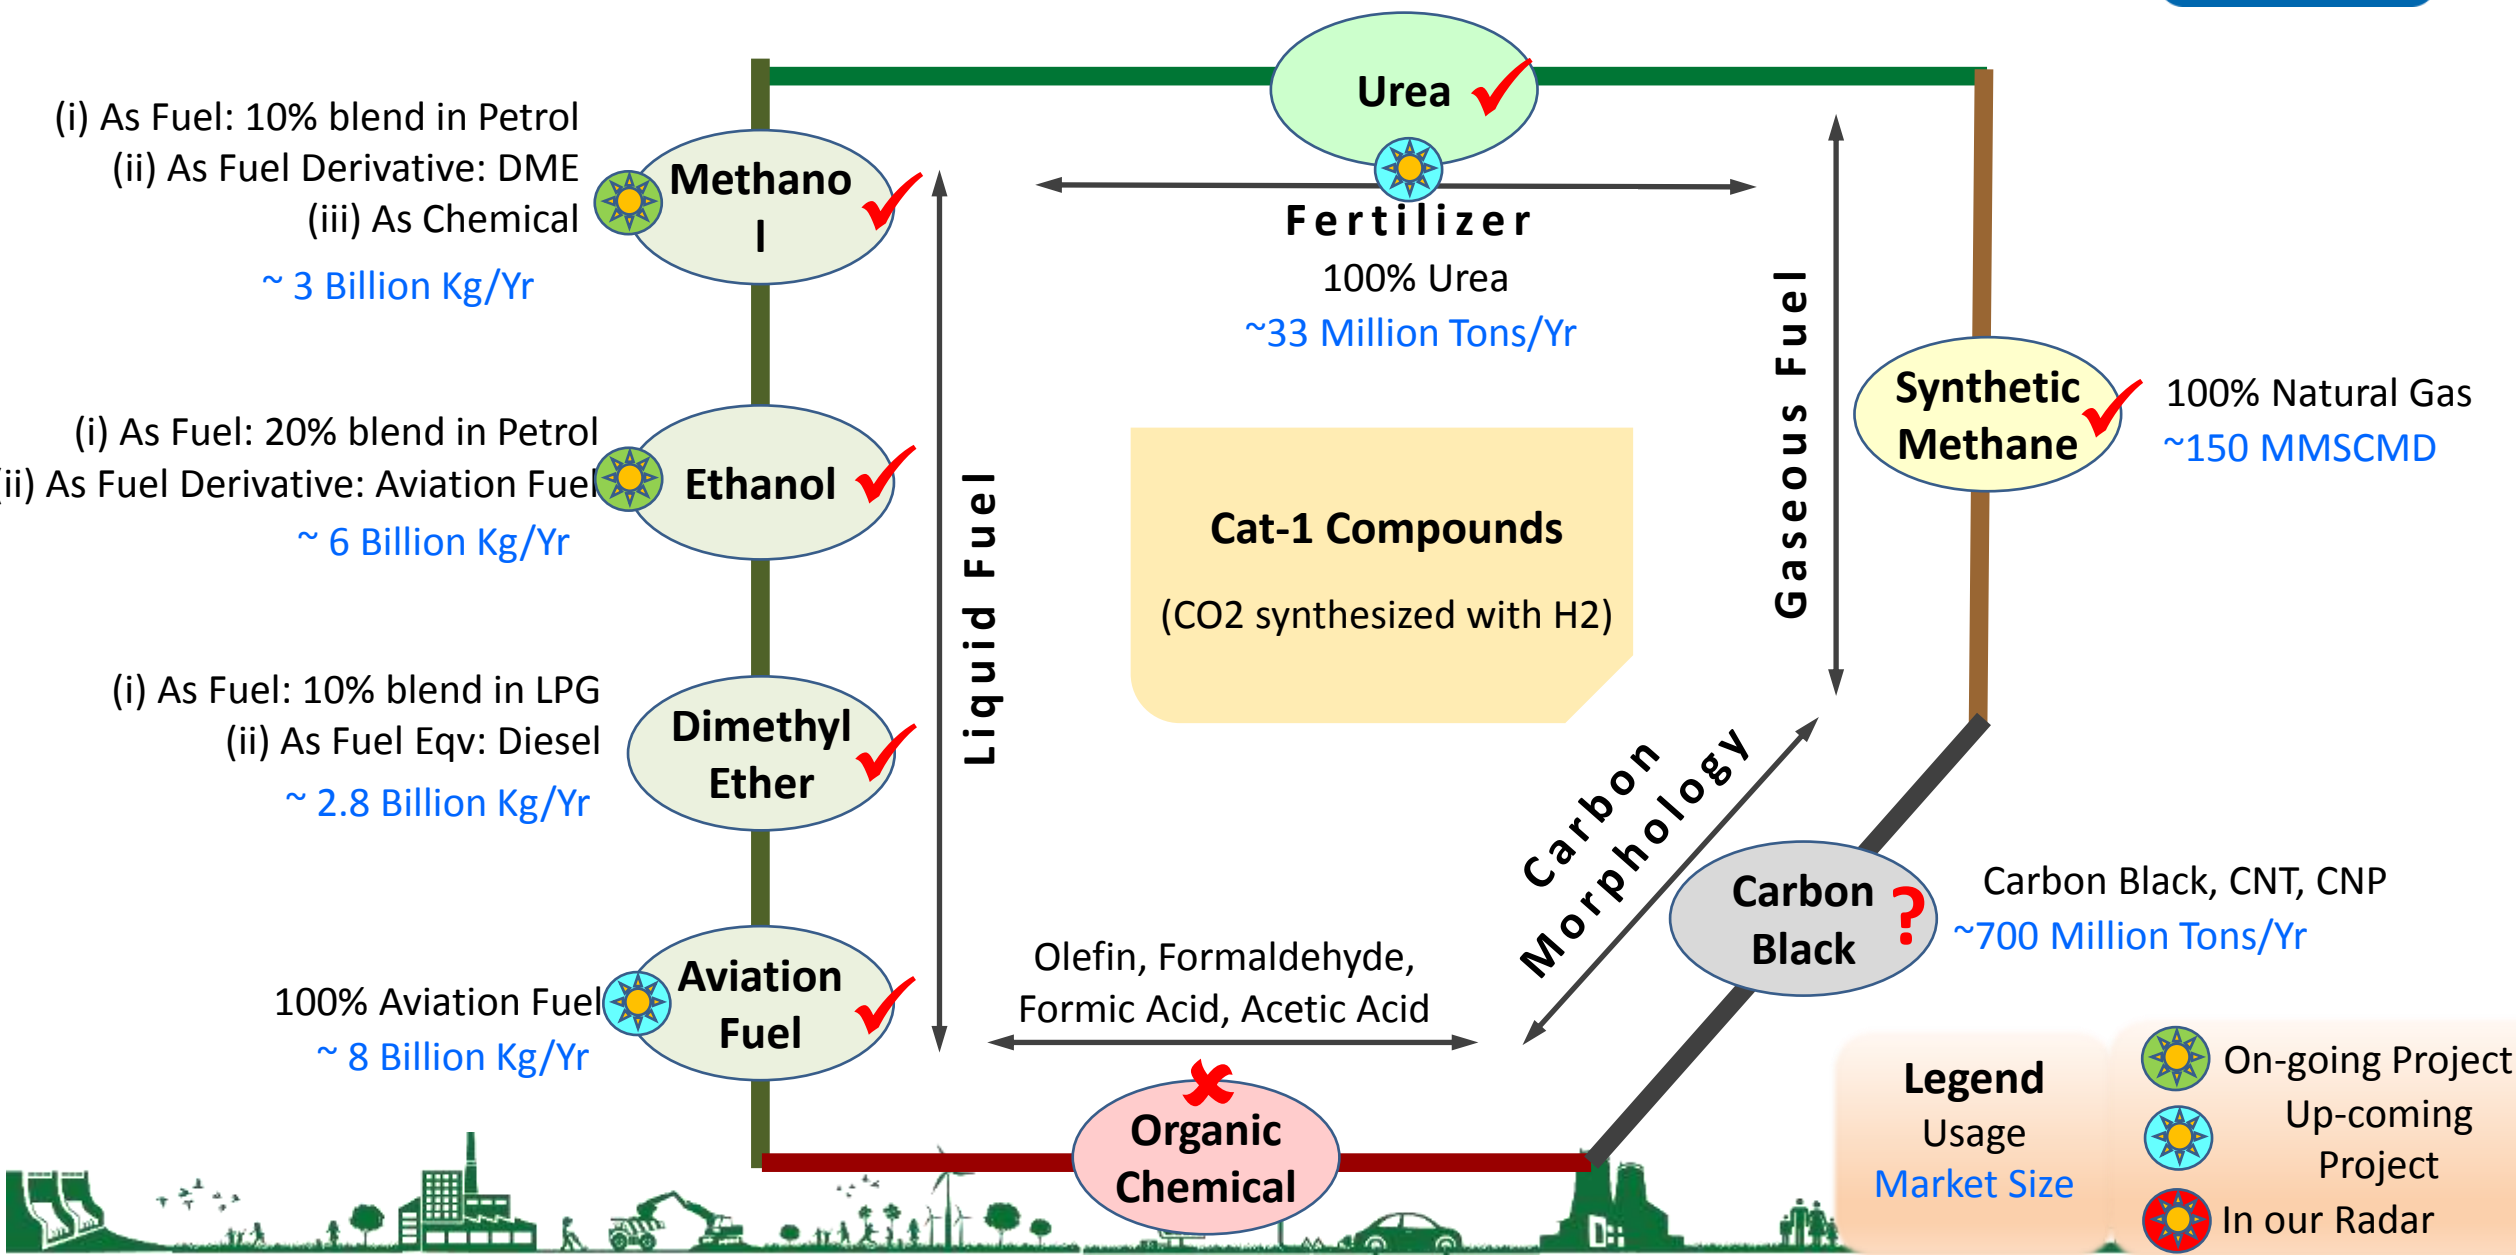 Urea
(i) As Fuel: 10% blend in Petrol
(ii) As Fuel Derivative: DME
(iii) As Chemical
~ 3 Billion Kg/Yr
Methano
l
Fertilizer
100% Urea
~33 Million Tons/Yr
Gaseous Fuel
Synthetic
Methane
100% Natural Gas
~150 MMSCMD
(i) As Fuel: 20% blend in Petrol
(ii) As Fuel Derivative: Aviation Fuel
~ 6 Billion Kg/Yr
Ethanol
Liquid Fuel
Cat-1 Compounds
(CO2 synthesized with H2)
(i) As Fuel: 10% blend in LPG
(ii) As Fuel Eqv: Diesel
~ 2.8 Billion Kg/Yr
Dimethyl
Ether
Carbon
Morphology
Carbon
Black
?
Carbon Black, CNT, CNP
~700 Million Tons/Yr
100% Aviation Fuel
~ 8 Billion Kg/Yr
Aviation
Fuel
Olefin, Formaldehyde,
Formic Acid, Acetic Acid
Organic
Chemical
Legend
Usage
Market Size
On-going Project
Up-coming
Project
In our Radar